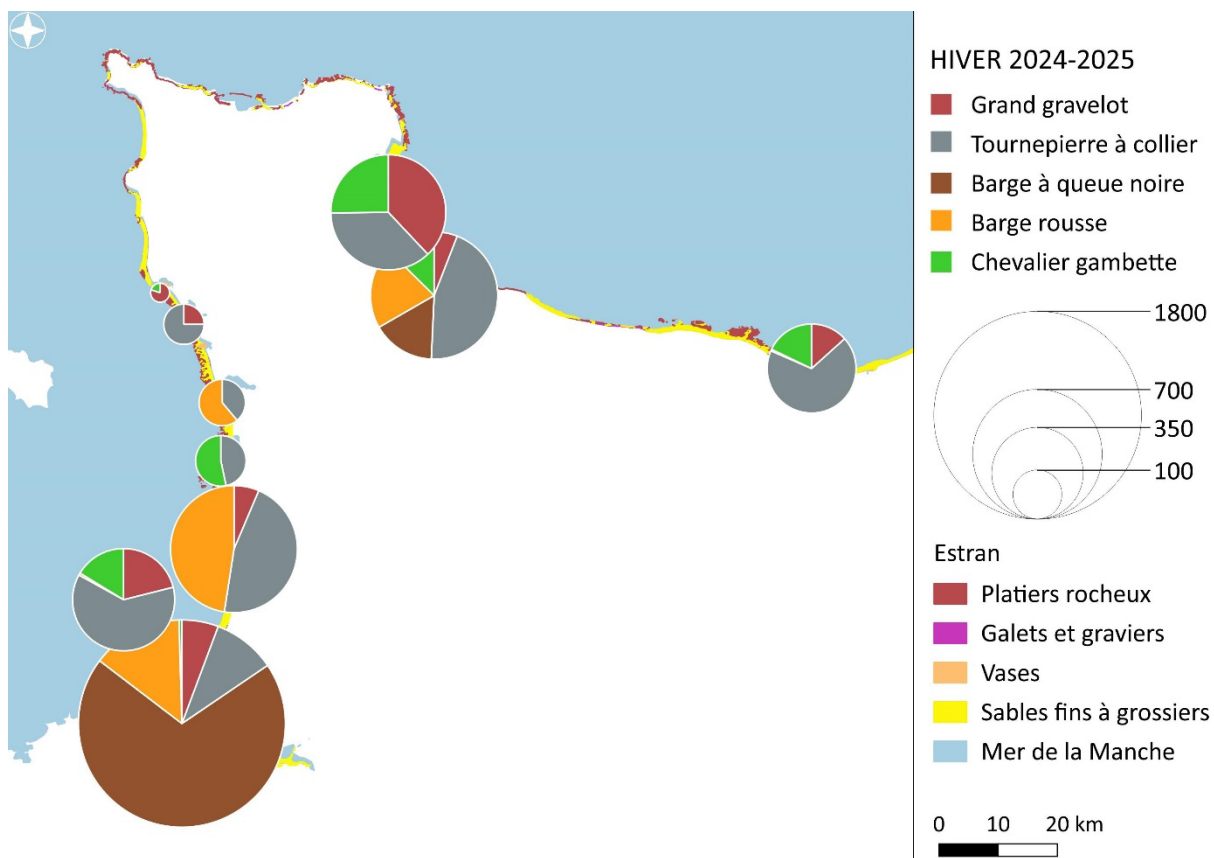 HIVER 2024-2025
Grand gravelot
Tournepierre à collier
Barge à queue noire
Barge rousse
Chevalier gambette
1800
700
350
100
Estran
Platiers rocheux
Galets et graviers
Vases
Sables fins à grossiers
Mer de la Manche
0 10 20 km